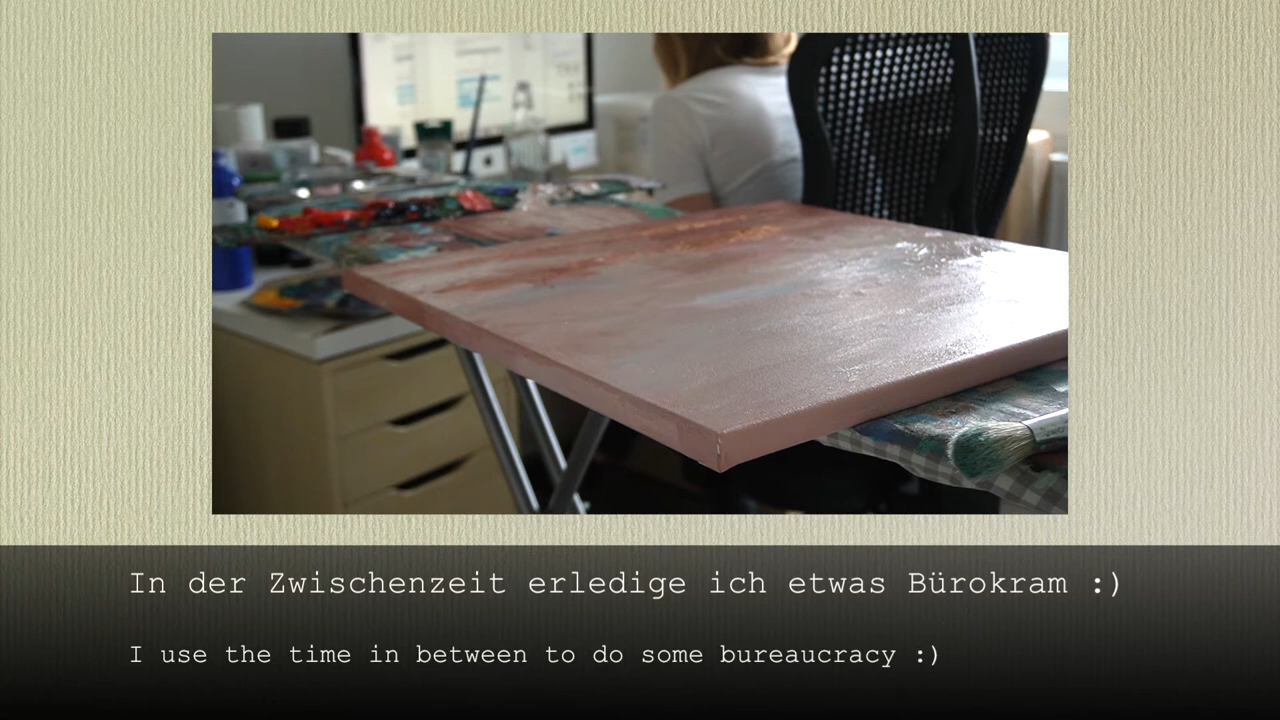 In der Zwischenzeit erledige ich etwas Bürokram :)
I use the time in between to do some bureaucracy :)